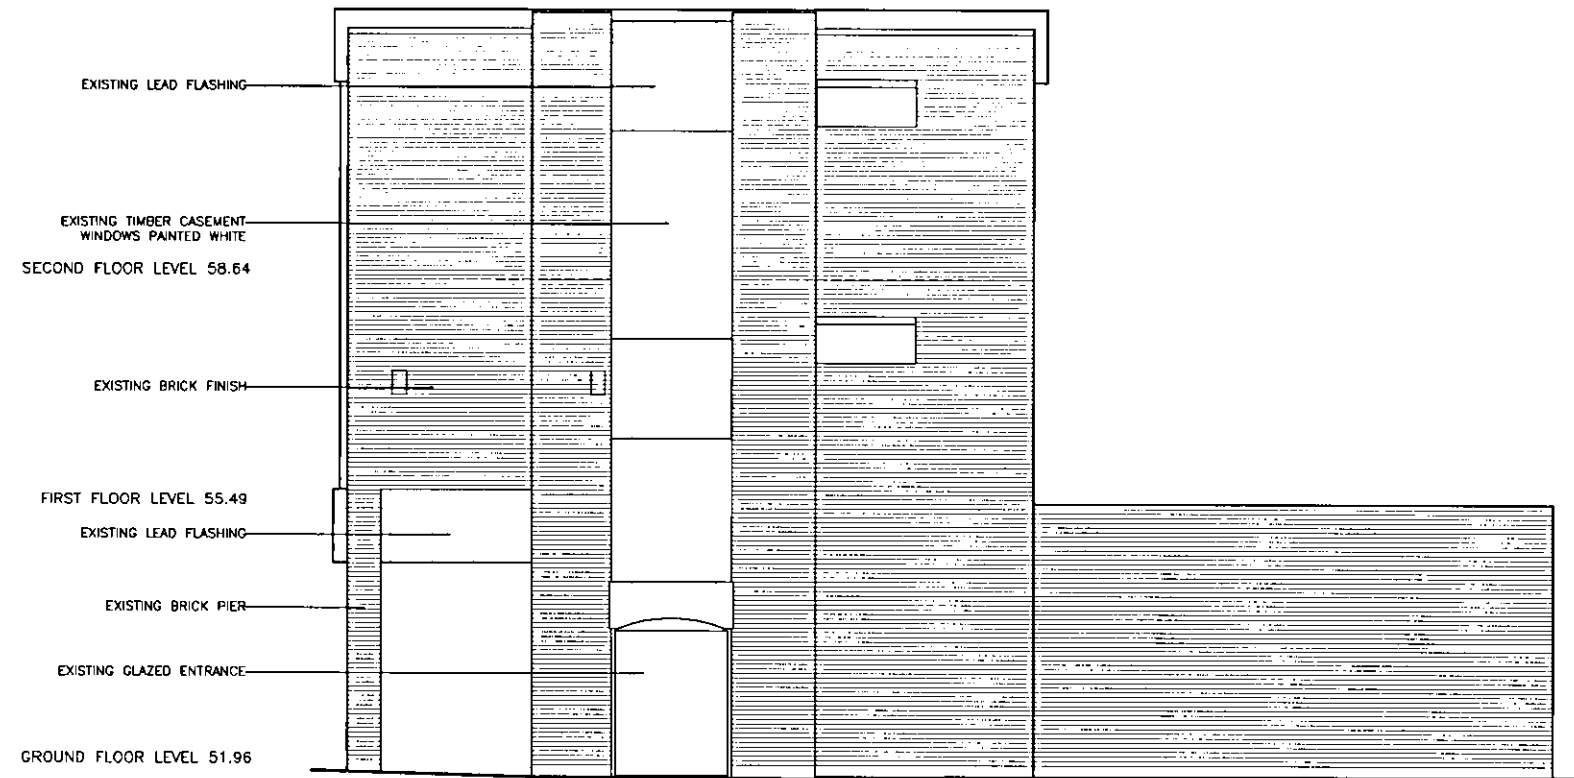 EXISTING LEAD FLASHING
EXISTING TIMBER CASEMENT
WINDOWS PAINTED WHITE
SECOND FLOOR LEVEL 58.64
EXISTING BRICK FINISH
FIRST FLOOR LEVEL 55.49
EXISTING LEAD FLASHING
EXISTING BRICK PIER
EXISTING GLAZED ENTRANCE
GROUND FLOOR LEVEL 51.96